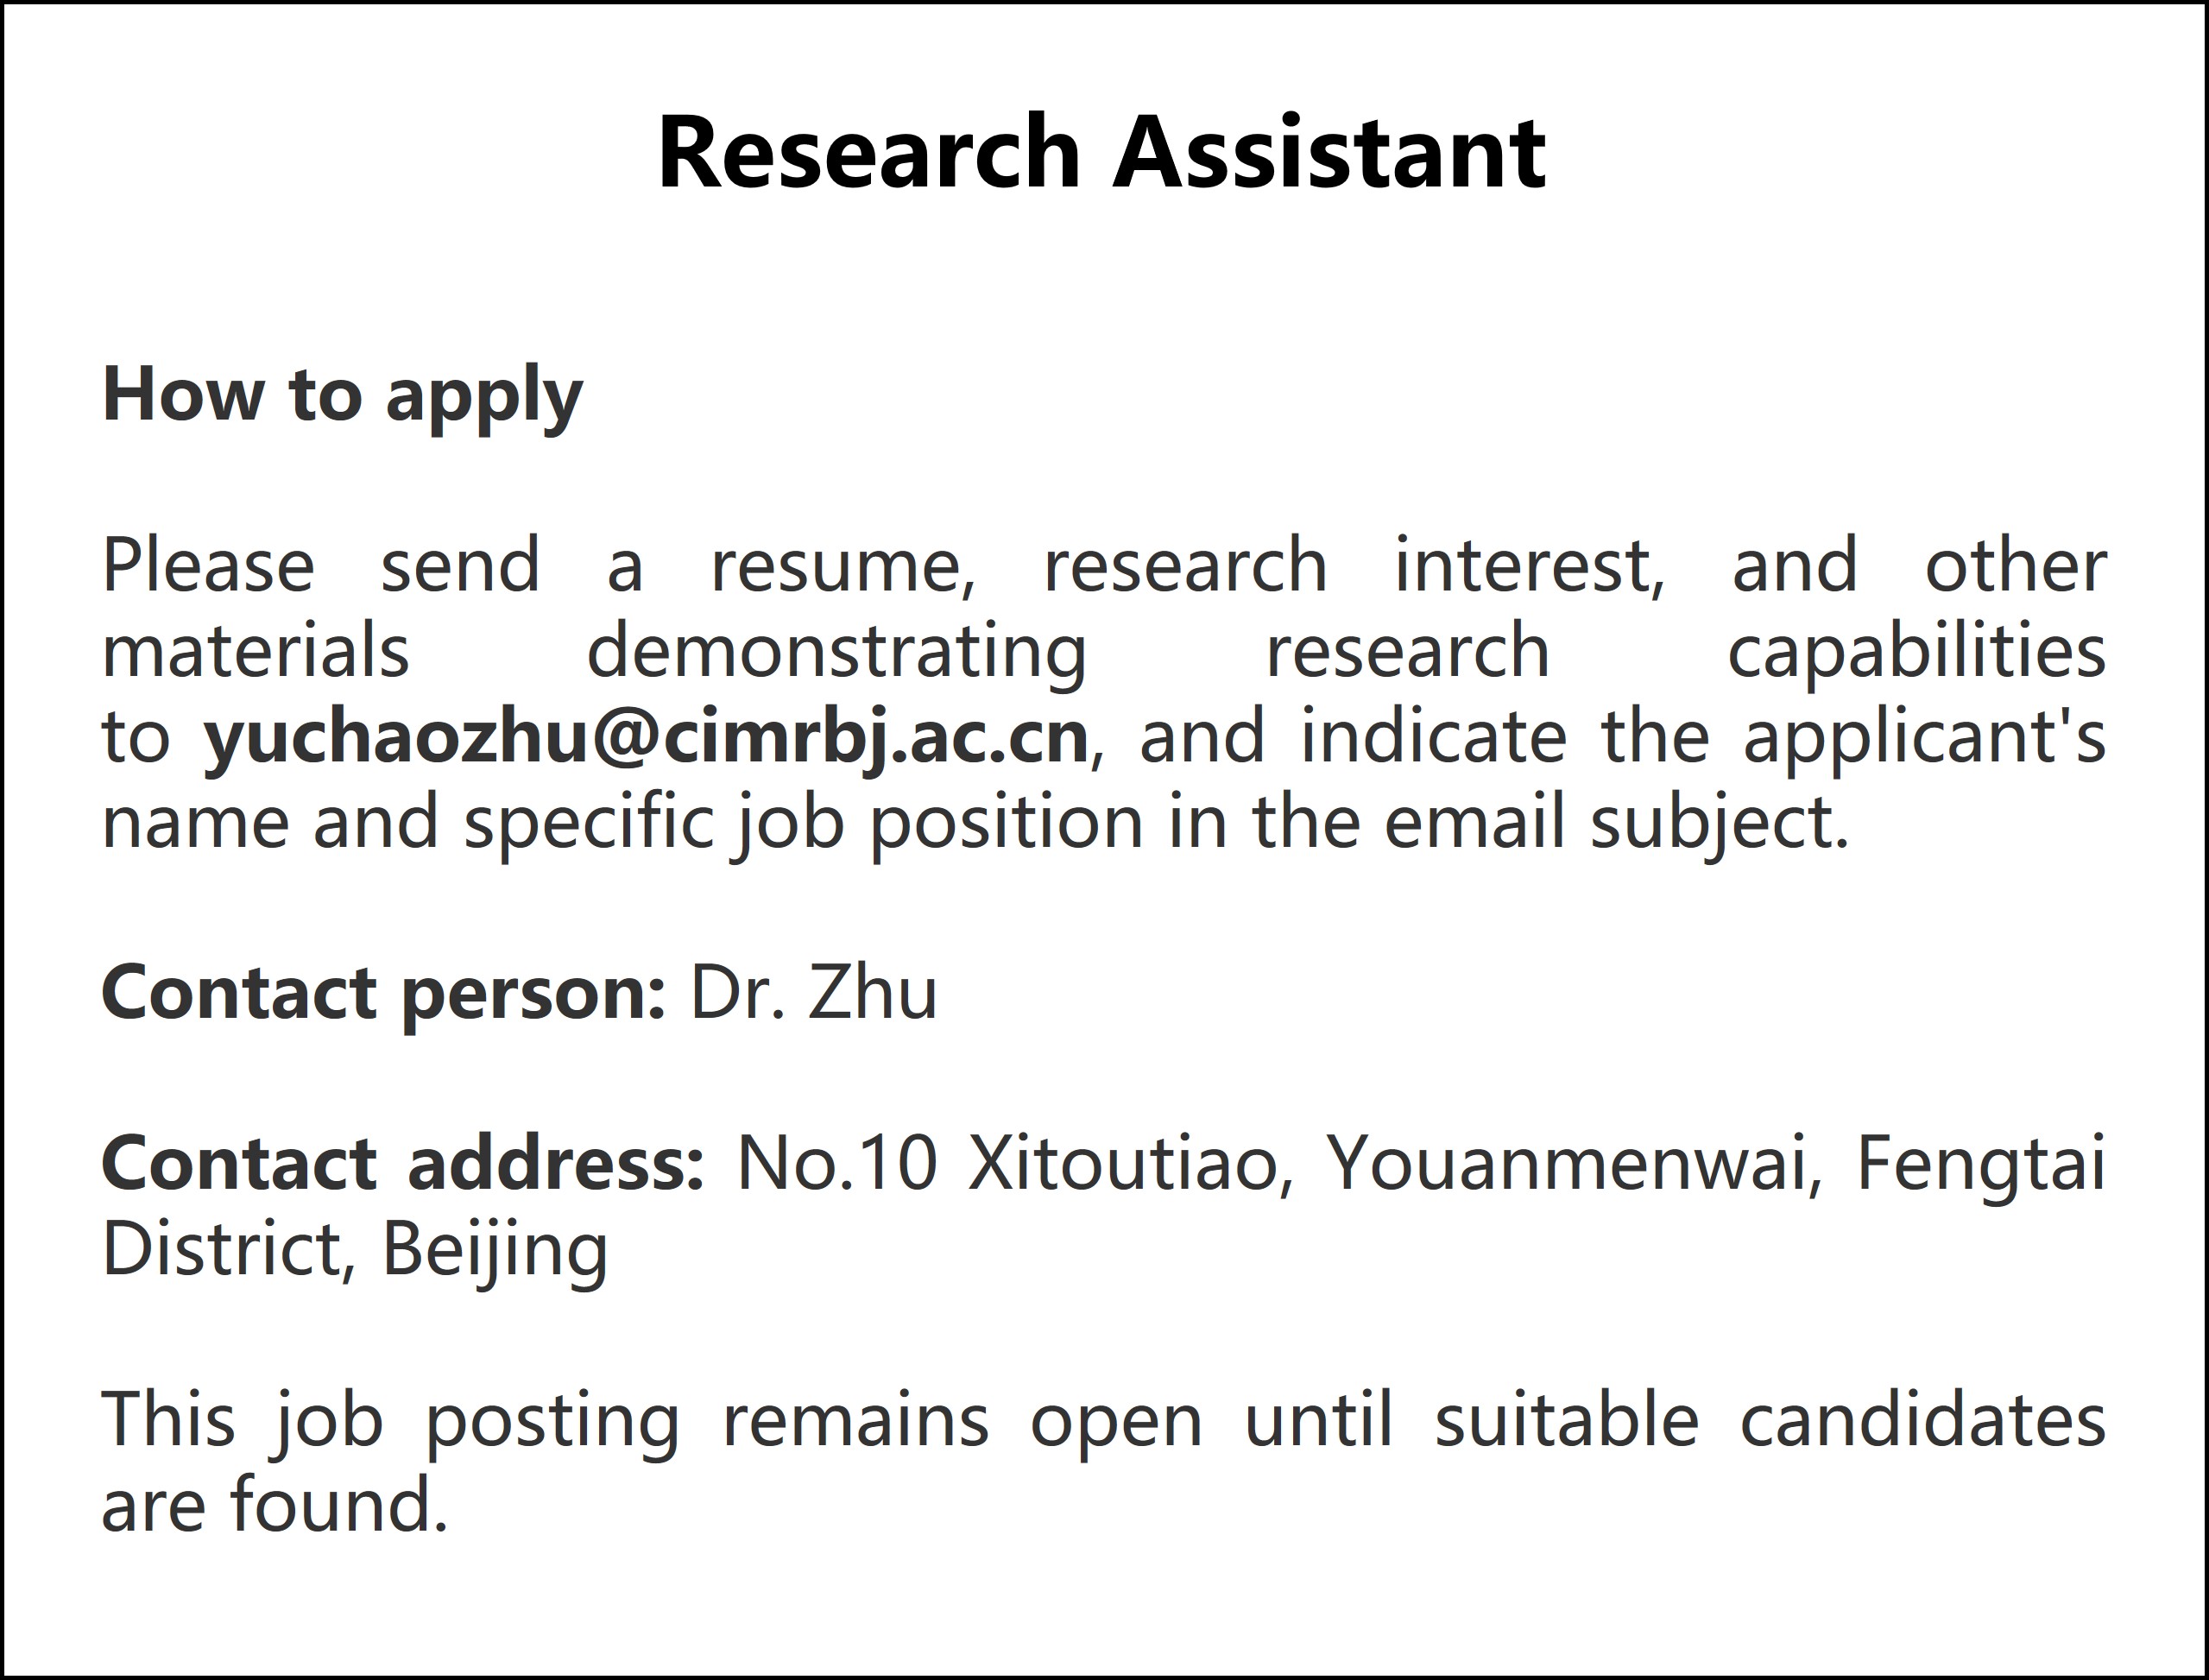 Research Assistant
How to apply
Please send a resume, research interest, and other
materials demonstrating research capabilities
to yuchaozhu@cimrbj.ac.cn, and indicate the applicant's
name and specific job position in the email subject.
Contact person: Dr. Zhu
Contact address: No.10 Xitoutiao, Youanmenwai, Fengtai
District, Beijing
This job posting remains open until suitable candidates
are found.